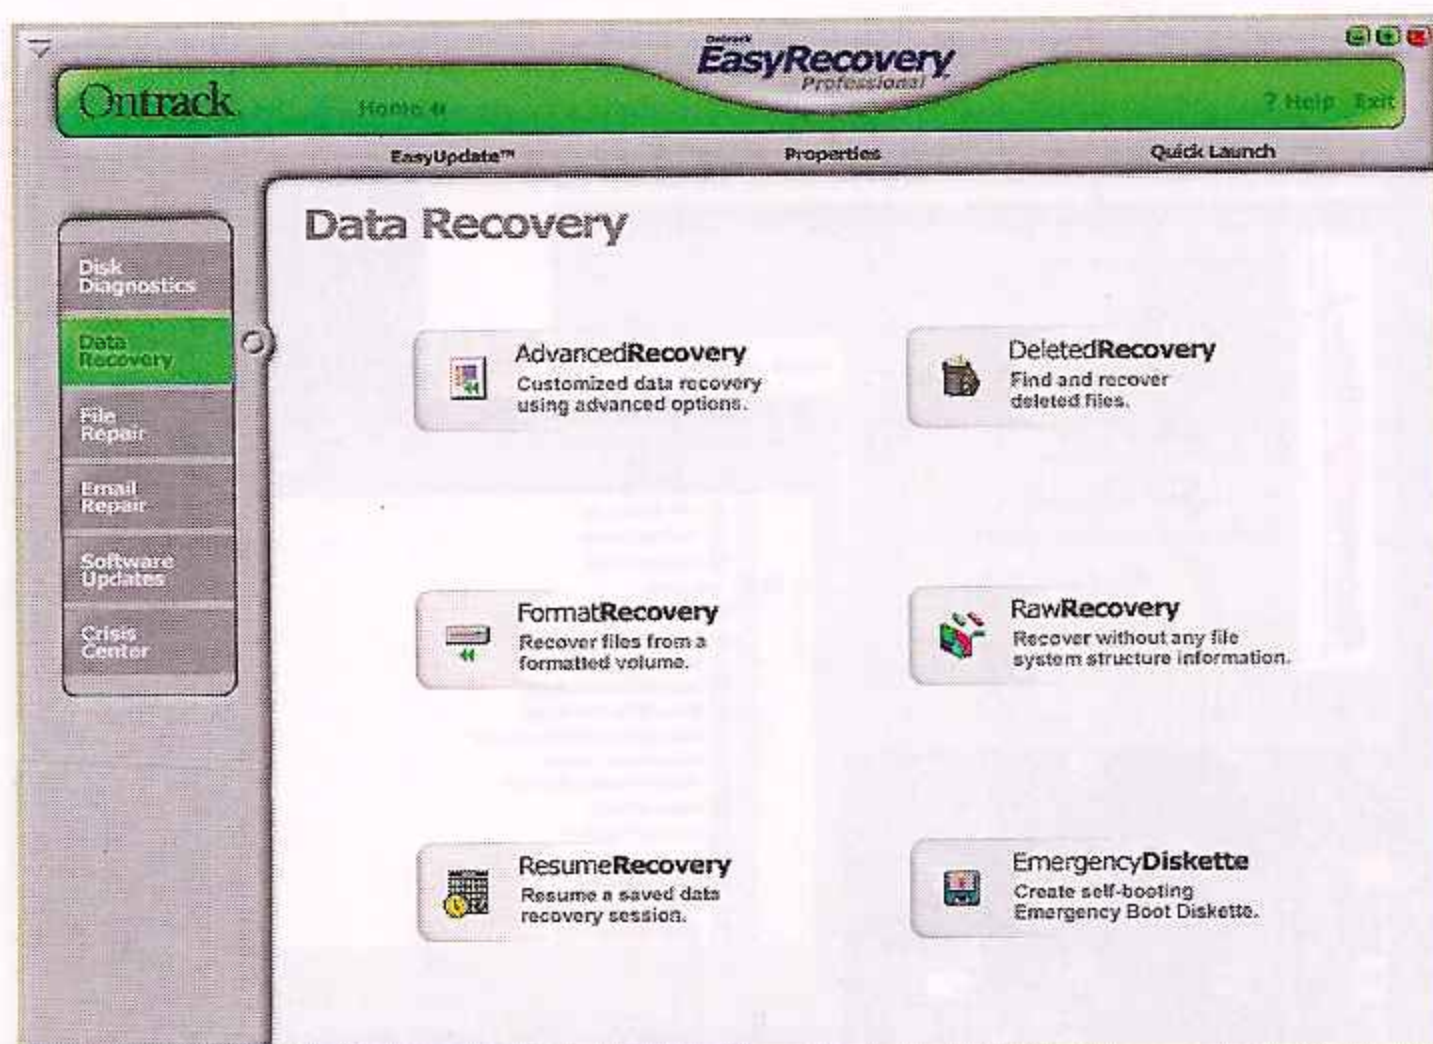 Ontrack
EasyRecovery
Professional
Ontrack
Home
? Help Exit
EasyUpdate™
Properties
Quick Launch
Data Recovery
Disk
Diagnostics
Data
Recovery
File
Repair
Email
Repair
Software
Updates
Crisis
Center
AdvancedRecovery
Customized data recovery
using advanced options.
DeletedRecovery
Find and recover
deleted files.
FormatRecovery
Recover files from a
formatted volume.
RawRecovery
Recover without any file
system structure information.
ResumeRecovery
Resume a saved data
recovery session.
EmergencyDiskette
Create self-booting
Emergency Boot Diskette.